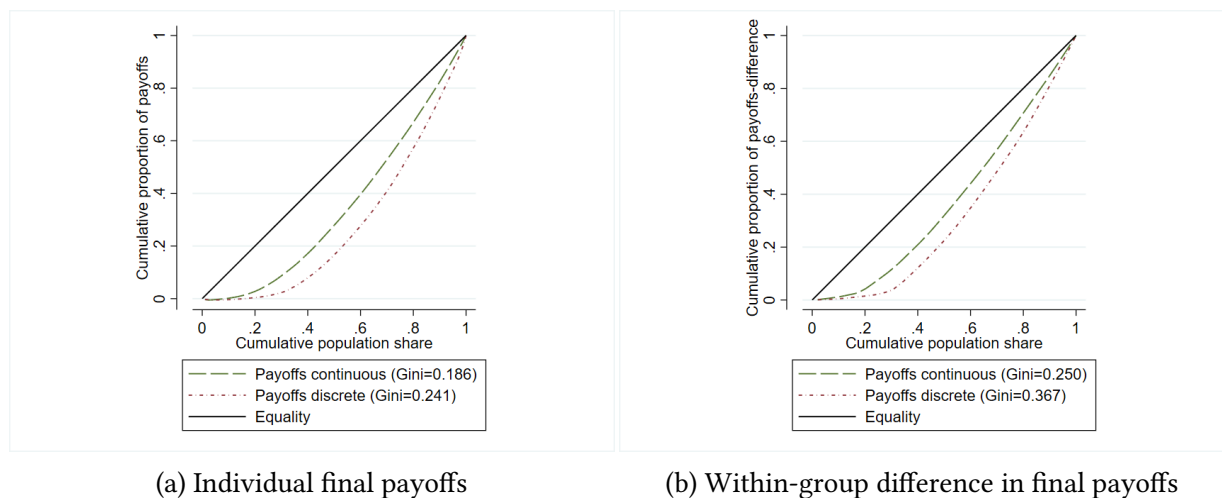 Cumulative proportion of payoffs
1
.8
.6
.4
.2
0
0 .2 .4 .6 .8 1
Cumulative population share
Payoffs continuous (Gini=0.186)
Payoffs discrete (Gini=0.241)
Equality
(a) Individual final payoffs
Cumulative proportion of payoffs-difference
1
.8
.6
.4
.2
0
0 .2 .4 .6 .8 1
Cumulative population share
Payoffs continuous (Gini=0.250)
Payoffs discrete (Gini=0.367)
Equality
(b) Within-group difference in final payoffs